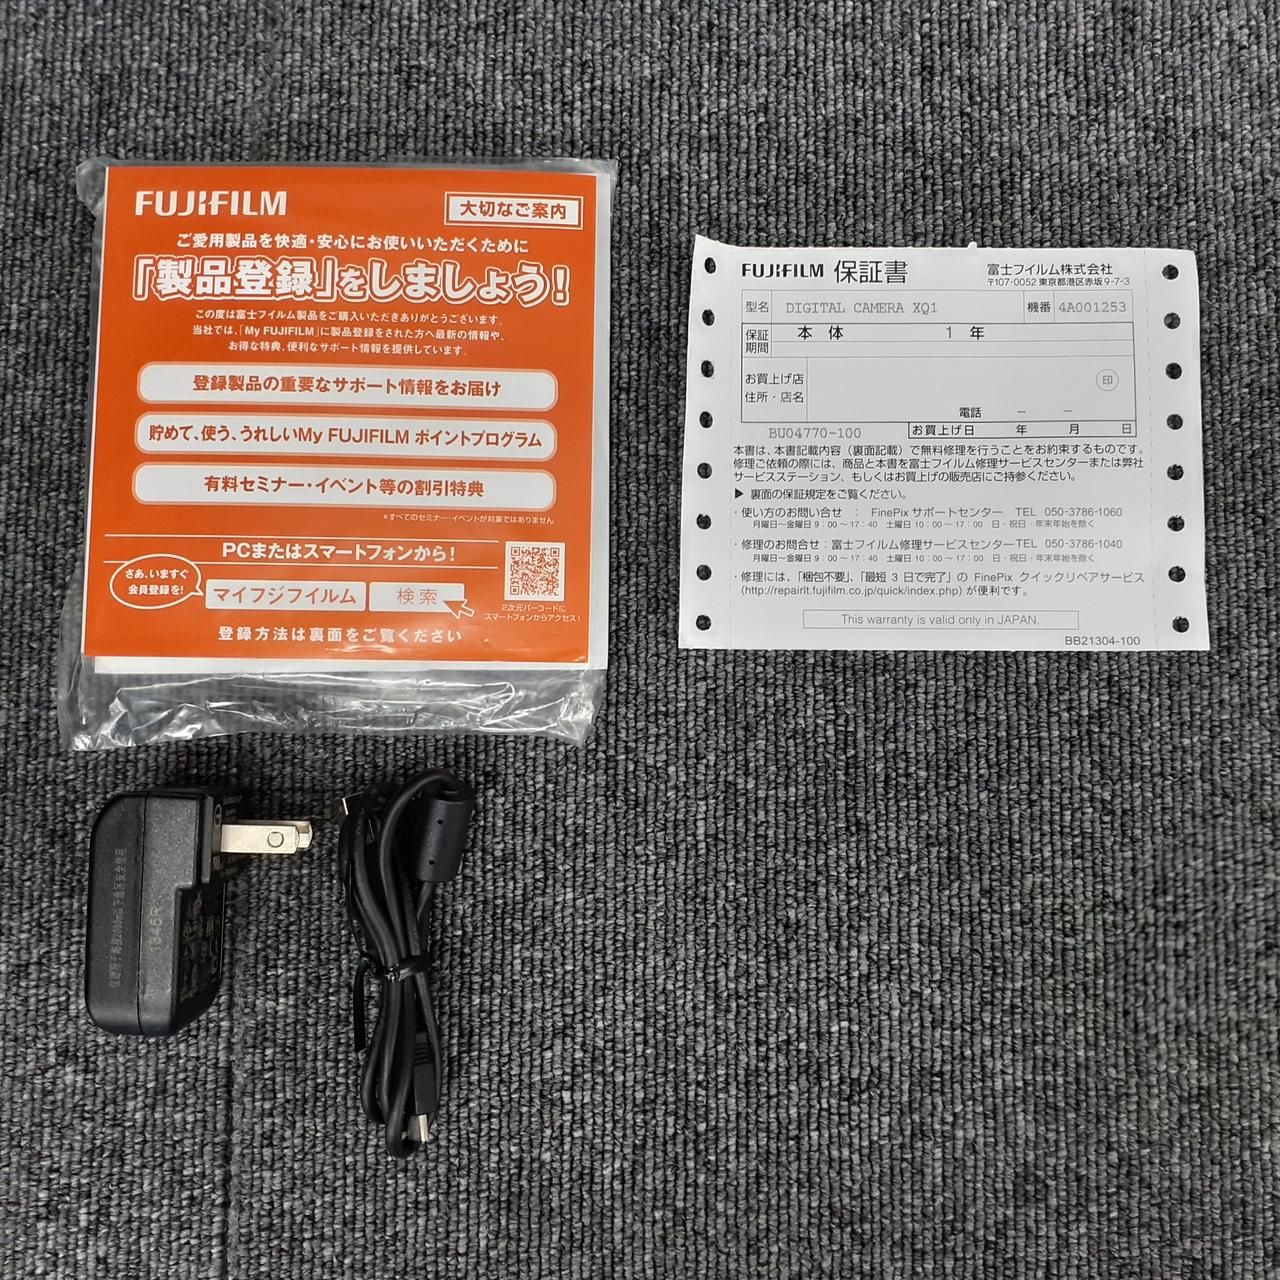 FUJIFILM
大切なご案内
ご愛用製品を快適・安心にお使いいただくために
「製品登録」をしましょう!
この度は富士フイルム製品をご購入いただきありがとうございます。
当社では、「My FUJIFILM」に製品登録をされた方へ最新の情報や、
お得な特典、便利なサポート情報を提供しています。
登録製品の重要なサポート情報をお届け
貯めて、使う、うれしいMy FUJIFILM ポイントプログラム
有料セミナー・イベント等の割引特典
*すべてのセミナー・イベントが対象ではありません
PCまたはスマートフォンから!
さあ、いますぐ
会員登録を!
マイフジフイルム
検索
2次元バーコードに
スマートフォンからアクセス!
登録方法は裏面をご覧ください
FUJIFILM 保証書
富士フイルム株式会社
〒107-0052 東京都港区赤坂9-7-3
型名 DIGITAL CAMERA XQ1 機番 4A001253
保証期間 本体 1年
お買上げ店
住所・店名
印
電話 － －
BU04770-100
お買上げ日 年 月 日
本書は、本書記載内容(裏面記載)で無料修理を行うことをお約束するものです。
修理ご依頼の際には、商品と本書を富士フイルム修理サービスセンターまたは弊社
サービスステーション、もしくはお買上げの販売店にご持参ください。
▶ 裏面の保証規定をご覧ください。
・使い方のお問い合せ : FinePix サポートセンター TEL 050-3786-1060
月曜日〜金曜日 9:00〜17:40 土曜日 10:00〜17:00 日・祝日・年末年始を除く
・修理のお問合せ:富士フイルム修理サービスセンター TEL 050-3786-1040
月曜日〜金曜日 9:00〜17:40 土曜日 10:00〜17:00 日・祝日・年末年始を除く
・修理には、「梱包不要」、「最短 3 日で完了」の FinePix クイックリペアサービス
(http://repairlt.fujifilm.co.jp/quick/index.php) が便利です。
This warranty is valid only in JAPAN.
BB21304-100
1348R